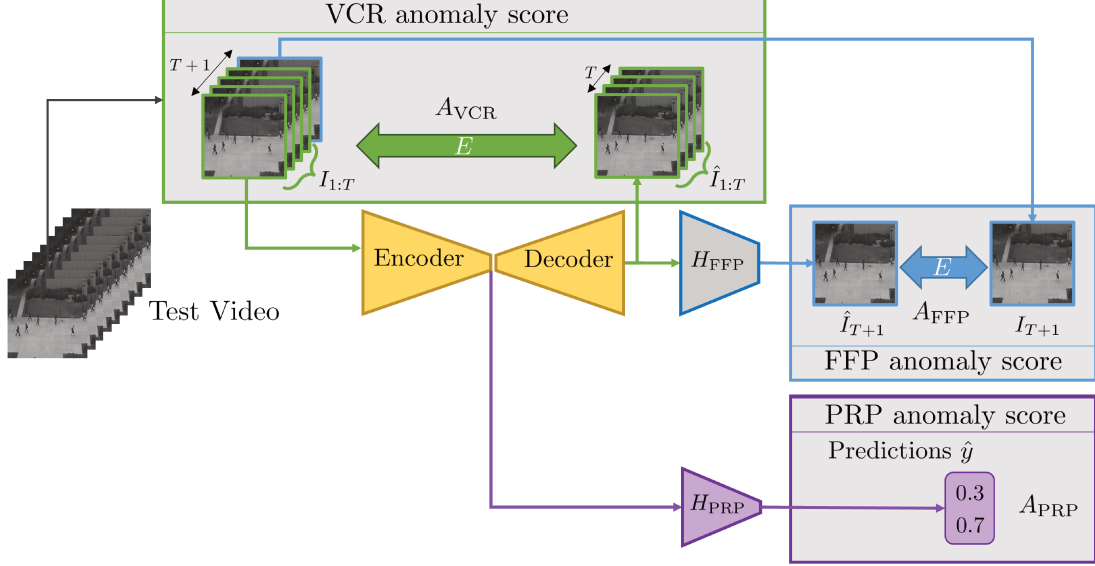 VCR anomaly score
T + 1
T
A_VCR
E
I_{1:T}
Î_{1:T}
Encoder
Decoder
H_FFP
E
Test Video
Î_{T+1}
A_FFP
I_{T+1}
FFP anomaly score
PRP anomaly score
Predictions ŷ
H_PRP
0.3
0.7
A_PRP